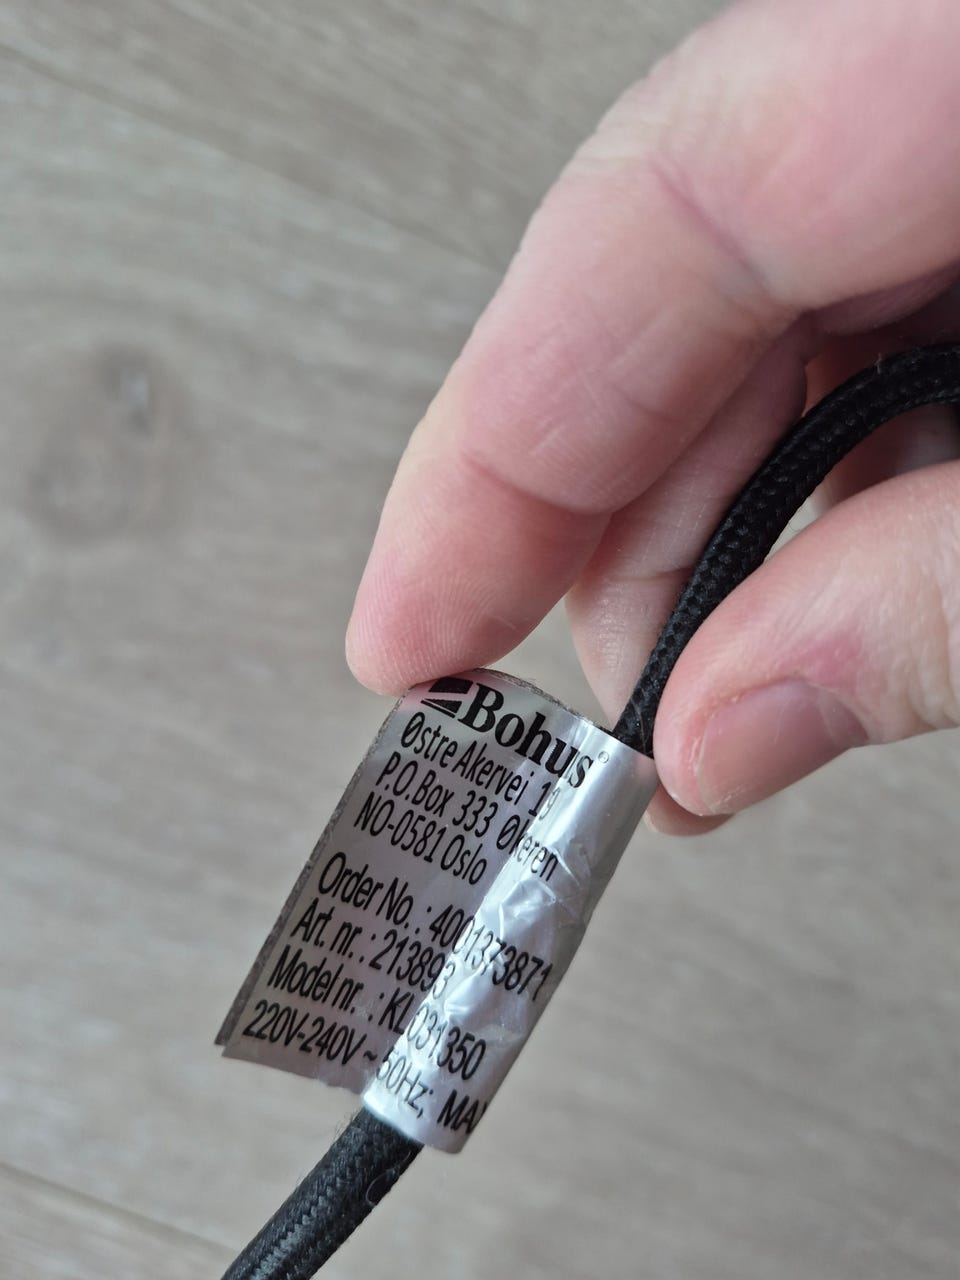 Bohus®
Østre Akervei 19
P.O.Box 333 Økeren
NO-0581 Oslo
Order No. : 4001373871
Art. nr. : 213893
Model nr. : KL031350
220V-240V ~ 50Hz;